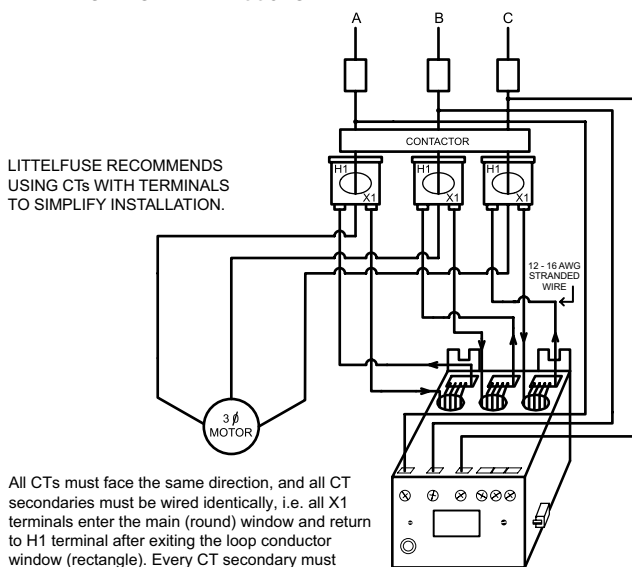 A B C
CONTACTOR
LITTELFUSE RECOMMENDS
USING CTs WITH TERMINALS
TO SIMPLIFY INSTALLATION.
H1 X1 H1 X1 H1 X1
12 - 16 AWG
STRANDED
WIRE
3 Ø
MOTOR
All CTs must face the same direction, and all CT
secondaries must be wired identically, i.e. all X1
terminals enter the main (round) window and return
to H1 terminal after exiting the loop conductor
window (rectangle). Every CT secondary must